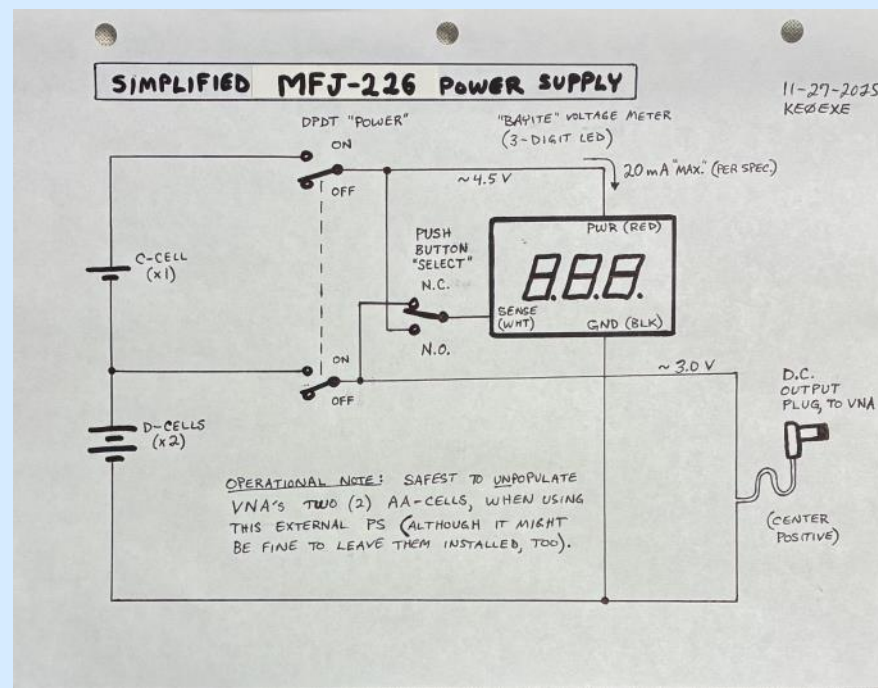 SIMPLIFIED MFJ-226 POWER SUPPLY
11-27-2025
KEØEXE
DPDT "POWER"
"BAYITE" VOLTAGE METER
(3-DIGIT LED)
ON
OFF
~4.5 V
20 mA "MAX." (PER SPEC.)
PUSH
BUTTON
"SELECT"
N.C.
N.O.
PWR (RED)
8.8.8.
SENSE
(WHT)
GND (BLK)
C-CELL
(x1)
ON
OFF
~3.0 V
D.C.
OUTPUT
PLUG, TO VNA
D-CELLS
(x2)
OPERATIONAL NOTE: SAFEST TO UNPOPULATE
VNA'S TWO (2) AA-CELLS, WHEN USING
THIS EXTERNAL PS (ALTHOUGH IT MIGHT
BE FINE TO LEAVE THEM INSTALLED, TOO).
(CENTER
POSITIVE)